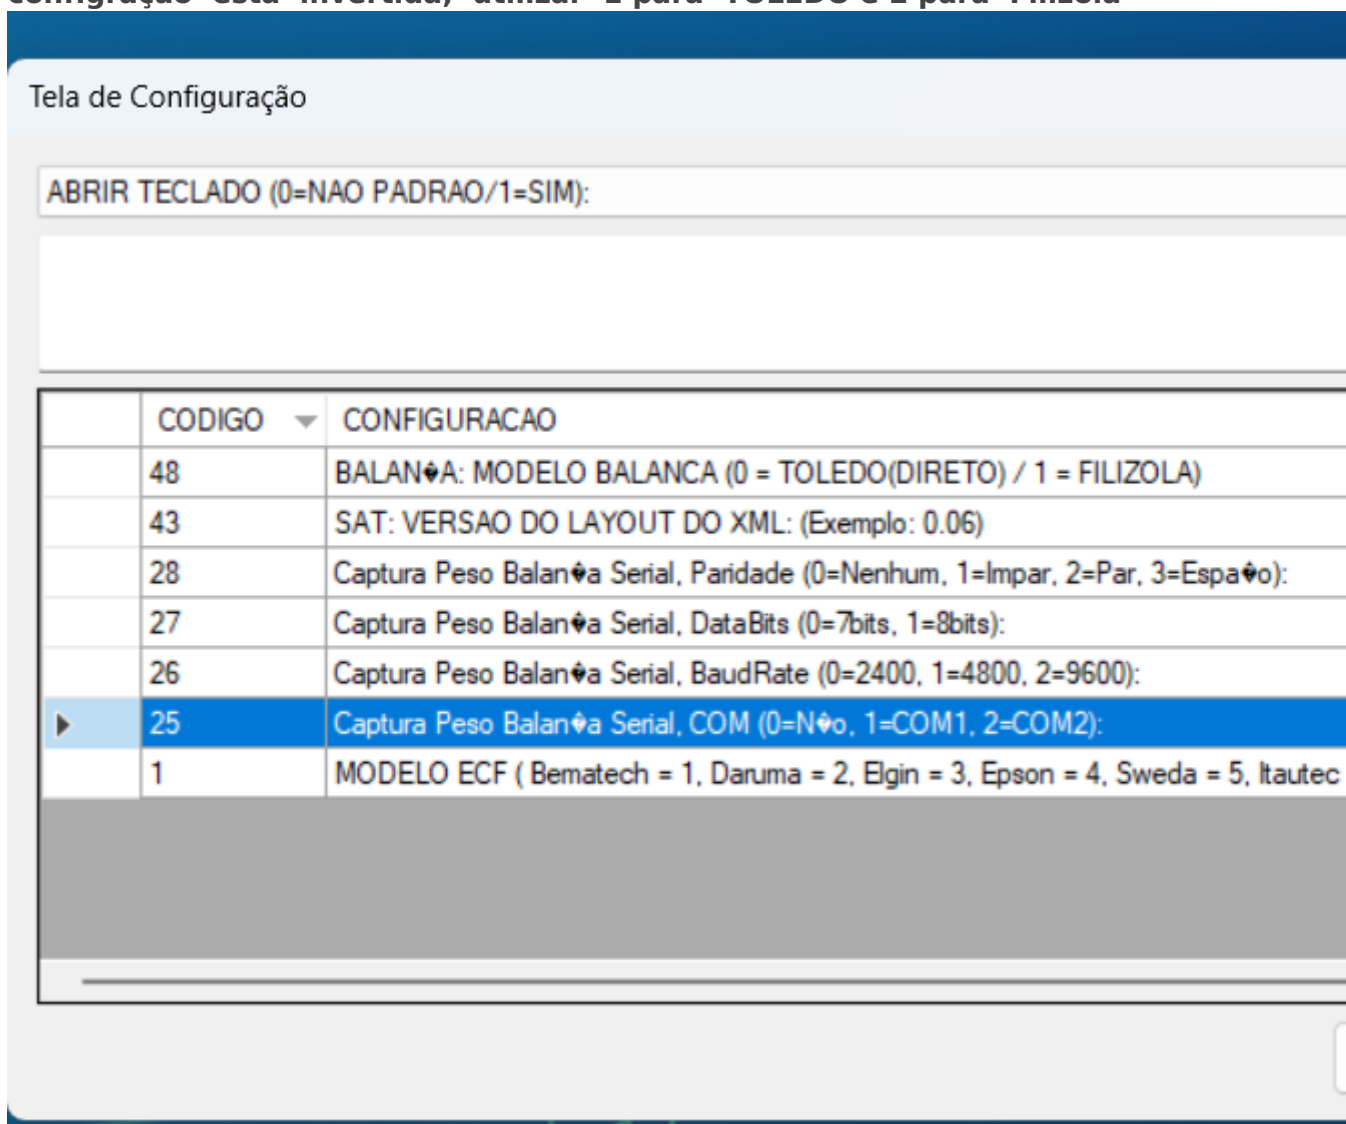 Tela de Configuração
ABRIR TECLADO (0=NAO PADRAO/1=SIM):
CODIGO CONFIGURACAO
48 BALAN�A: MODELO BALANCA (0 = TOLEDO(DIRETO) / 1 = FILIZOLA)
43 SAT: VERSAO DO LAYOUT DO XML: (Exemplo: 0.06)
28 Captura Peso Balan�a Serial, Paridade (0=Nenhum, 1=Impar, 2=Par, 3=Espa�o):
27 Captura Peso Balan�a Serial, DataBits (0=7bits, 1=8bits):
26 Captura Peso Balan�a Serial, BaudRate (0=2400, 1=4800, 2=9600):
25 Captura Peso Balan�a Serial, COM (0=N�o, 1=COM1, 2=COM2):
1 MODELO ECF ( Bematech = 1, Daruma = 2, Elgin = 3, Epson = 4, Sweda = 5, Itautec